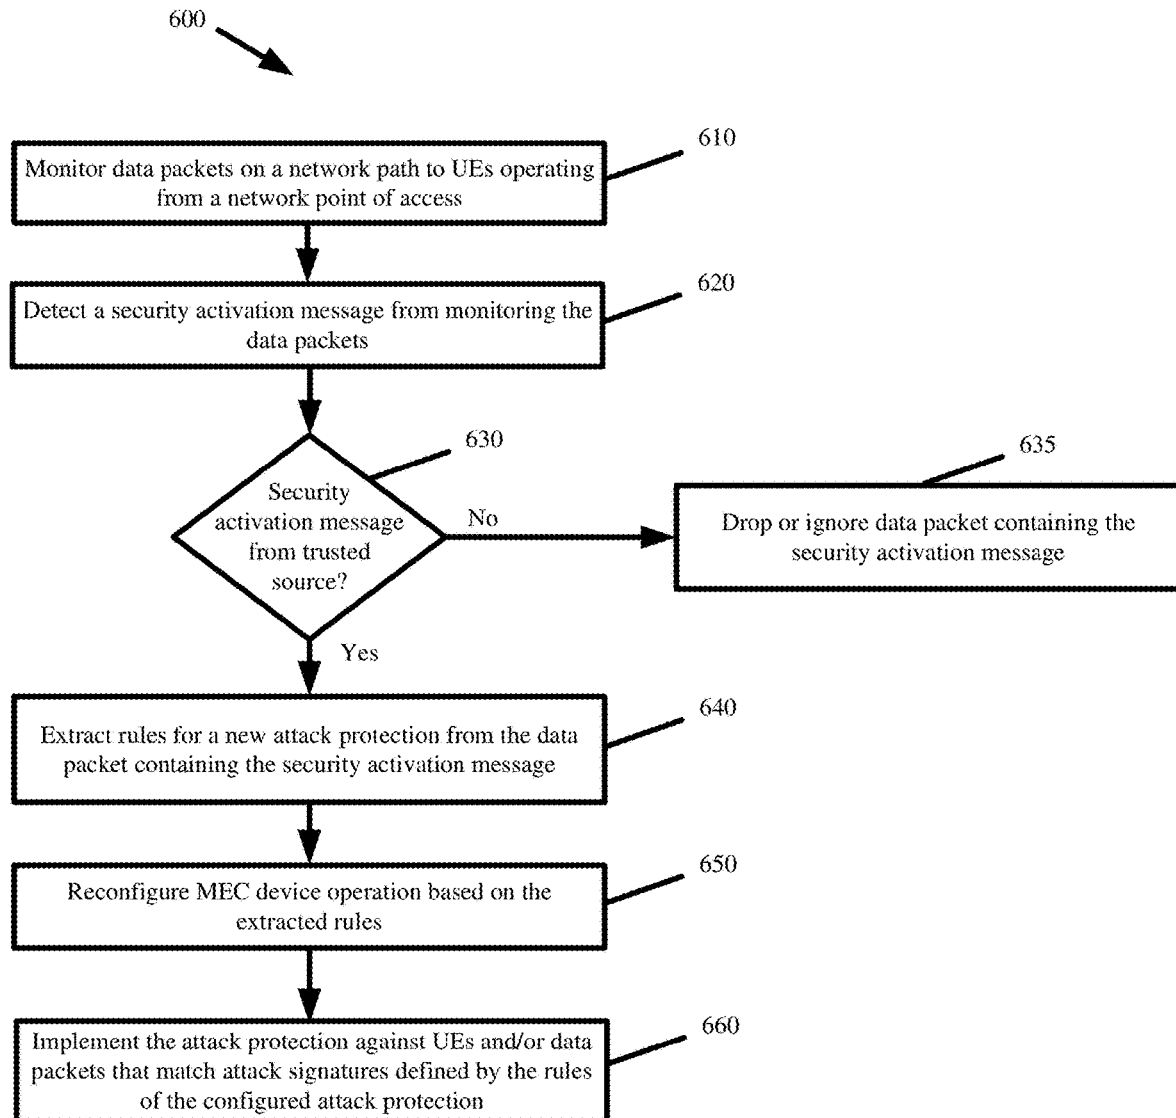 600
610
Monitor data packets on a network path to UEs operating
from a network point of access
620
Detect a security activation message from monitoring the
data packets
630
Security
activation message
from trusted
source?
No
635
Drop or ignore data packet containing the
security activation message
Yes
640
Extract rules for a new attack protection from the data
packet containing the security activation message
650
Reconfigure MEC device operation based on the
extracted rules
660
Implement the attack protection against UEs and/or data
packets that match attack signatures defined by the rules
of the configured attack protection